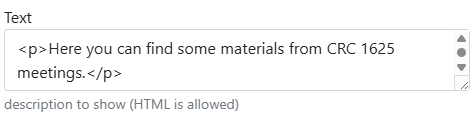 Text
<p>Here you can find some materials from CRC 1625
meetings.</p>
description to show (HTML is allowed)